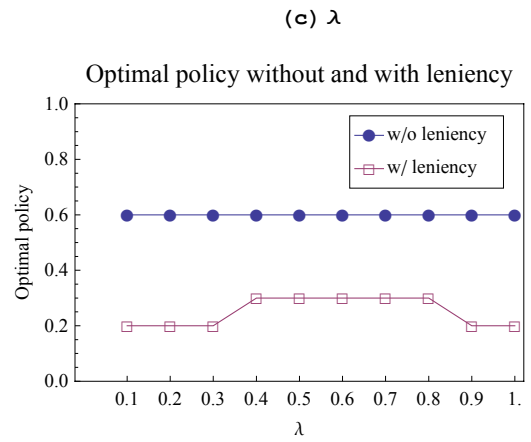 (c) λ
Optimal policy without and with leniency
1.0
w/o leniency
w/ leniency
0.8
0.6
0.4
0.2
0.0
Optimal policy
0.1 0.2 0.3 0.4 0.5 0.6 0.7 0.8 0.9 1.
λ